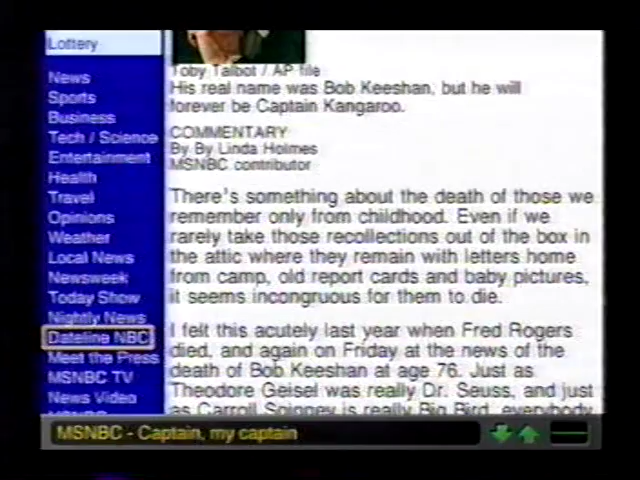 Lottery
News
Sports
Business
Tech / Science
Entertainment
Health
Travel
Opinions
Weather
Local News
Newsweek
Today Show
Nightly News
Dateline NBC
Meet the Press
MSNBC TV
News Video
MSNBC
Toby Talbot / AP file
His real name was Bob Keeshan, but he will
forever be Captain Kangaroo.
COMMENTARY
By By Linda Holmes
MSNBC contributor
There's something about the death of those we
remember only from childhood. Even if we
rarely take those recollections out of the box in
the attic where they remain with letters home
from camp, old report cards and baby pictures,
it seems incongruous for them to die.
I felt this acutely last year when Fred Rogers
died, and again on Friday at the news of the
death of Bob Keeshan at age 76. Just as
Theodore Geisel was really Dr. Seuss, and just
as Carroll Spinney is really Big Bird, everybody
MSNBC - Captain, my captain